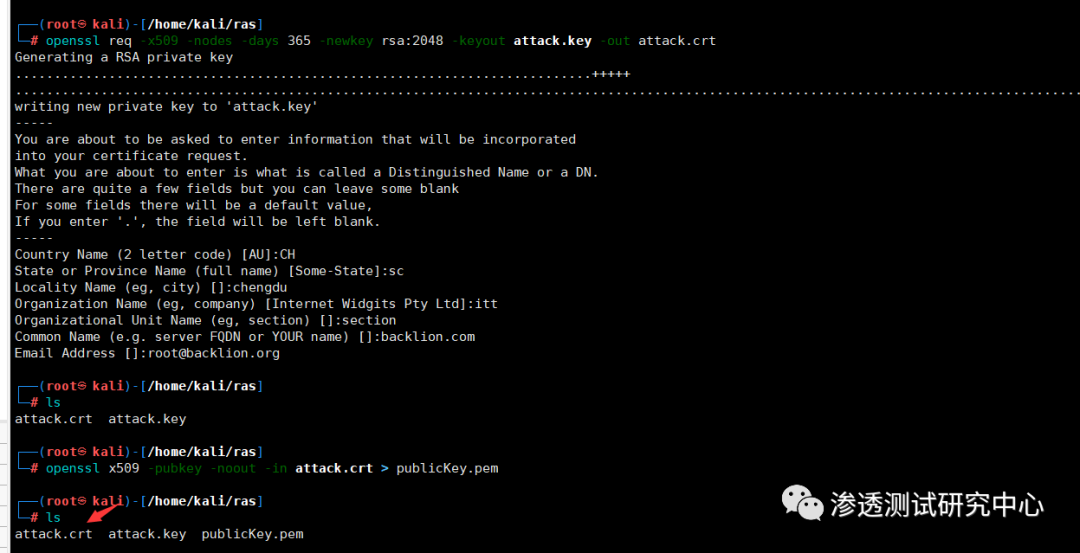 ┌──(root㉿kali)-[/home/kali/ras]
└─# openssl req -x509 -nodes -days 365 -newkey rsa:2048 -keyout attack.key -out attack.crt
Generating a RSA private key
.........................................................................+++++
.......................................................................................................................................
writing new private key to 'attack.key'
-----
You are about to be asked to enter information that will be incorporated
into your certificate request.
What you are about to enter is what is called a Distinguished Name or a DN.
There are quite a few fields but you can leave some blank
For some fields there will be a default value,
If you enter '.', the field will be left blank.
-----
Country Name (2 letter code) [AU]:CH
State or Province Name (full name) [Some-State]:sc
Locality Name (eg, city) []:chengdu
Organization Name (eg, company) [Internet Widgits Pty Ltd]:itt
Organizational Unit Name (eg, section) []:section
Common Name (e.g. server FQDN or YOUR name) []:backlion.com
Email Address []:root@backlion.org
┌──(root㉿kali)-[/home/kali/ras]
└─# ls
attack.crt  attack.key
┌──(root㉿kali)-[/home/kali/ras]
└─# openssl x509 -pubkey -noout -in attack.crt > publicKey.pem
┌──(root㉿kali)-[/home/kali/ras]
└─# ls
attack.crt  attack.key  publicKey.pem
渗透测试研究中心